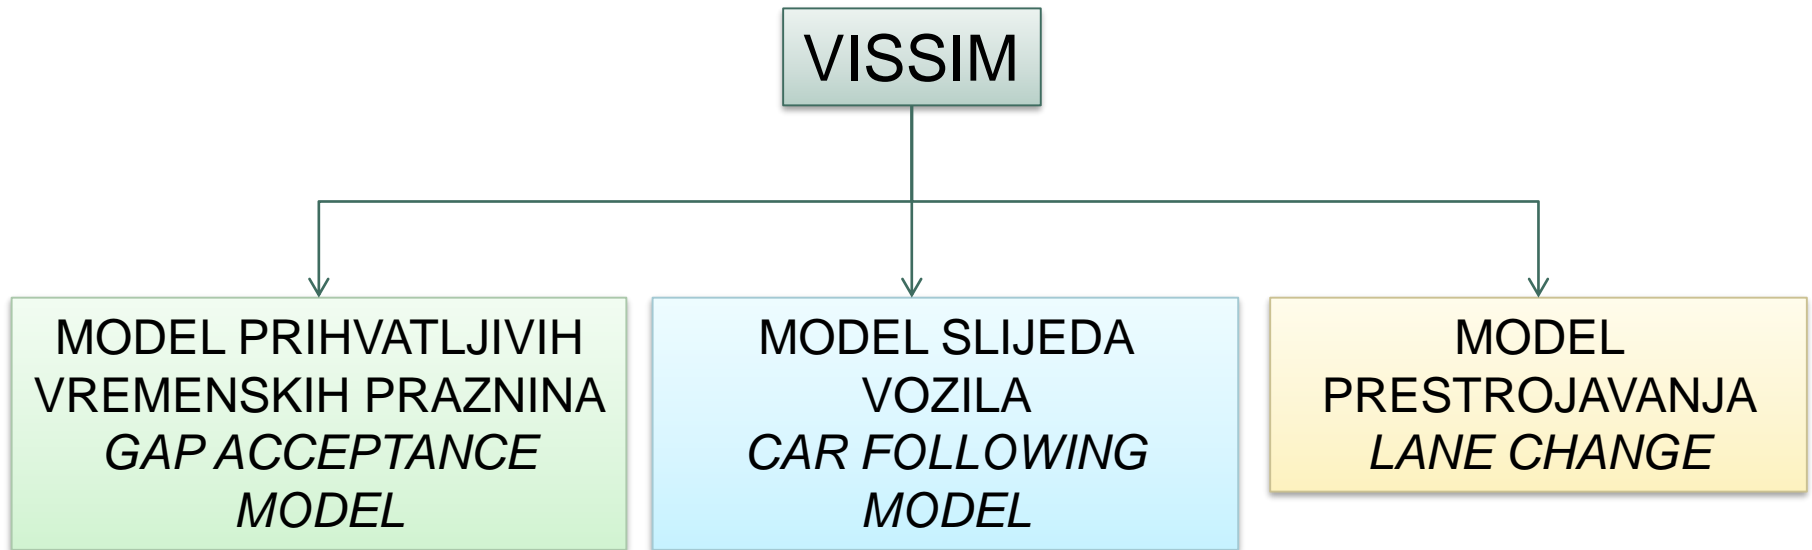 VISSIM
MODEL PRIHVATLJIVIH
VREMENSKIH PRAZNINA
GAP ACCEPTANCE
MODEL
MODEL SLIJEDA
VOZILA
CAR FOLLOWING
MODEL
MODEL
PRESTROJAVANJA
LANE CHANGE